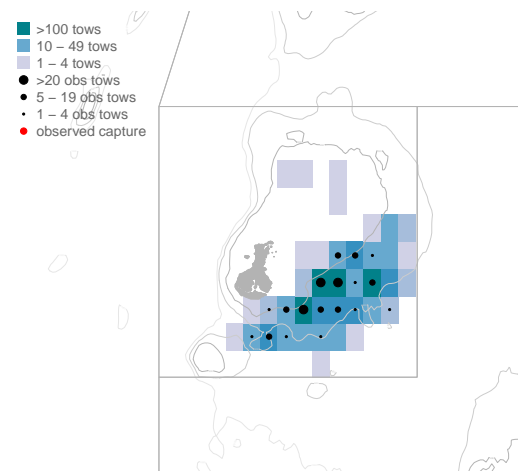 >100 tows
10 – 49 tows
1 – 4 tows
>20 obs tows
5 – 19 obs tows
1 – 4 obs tows
observed capture